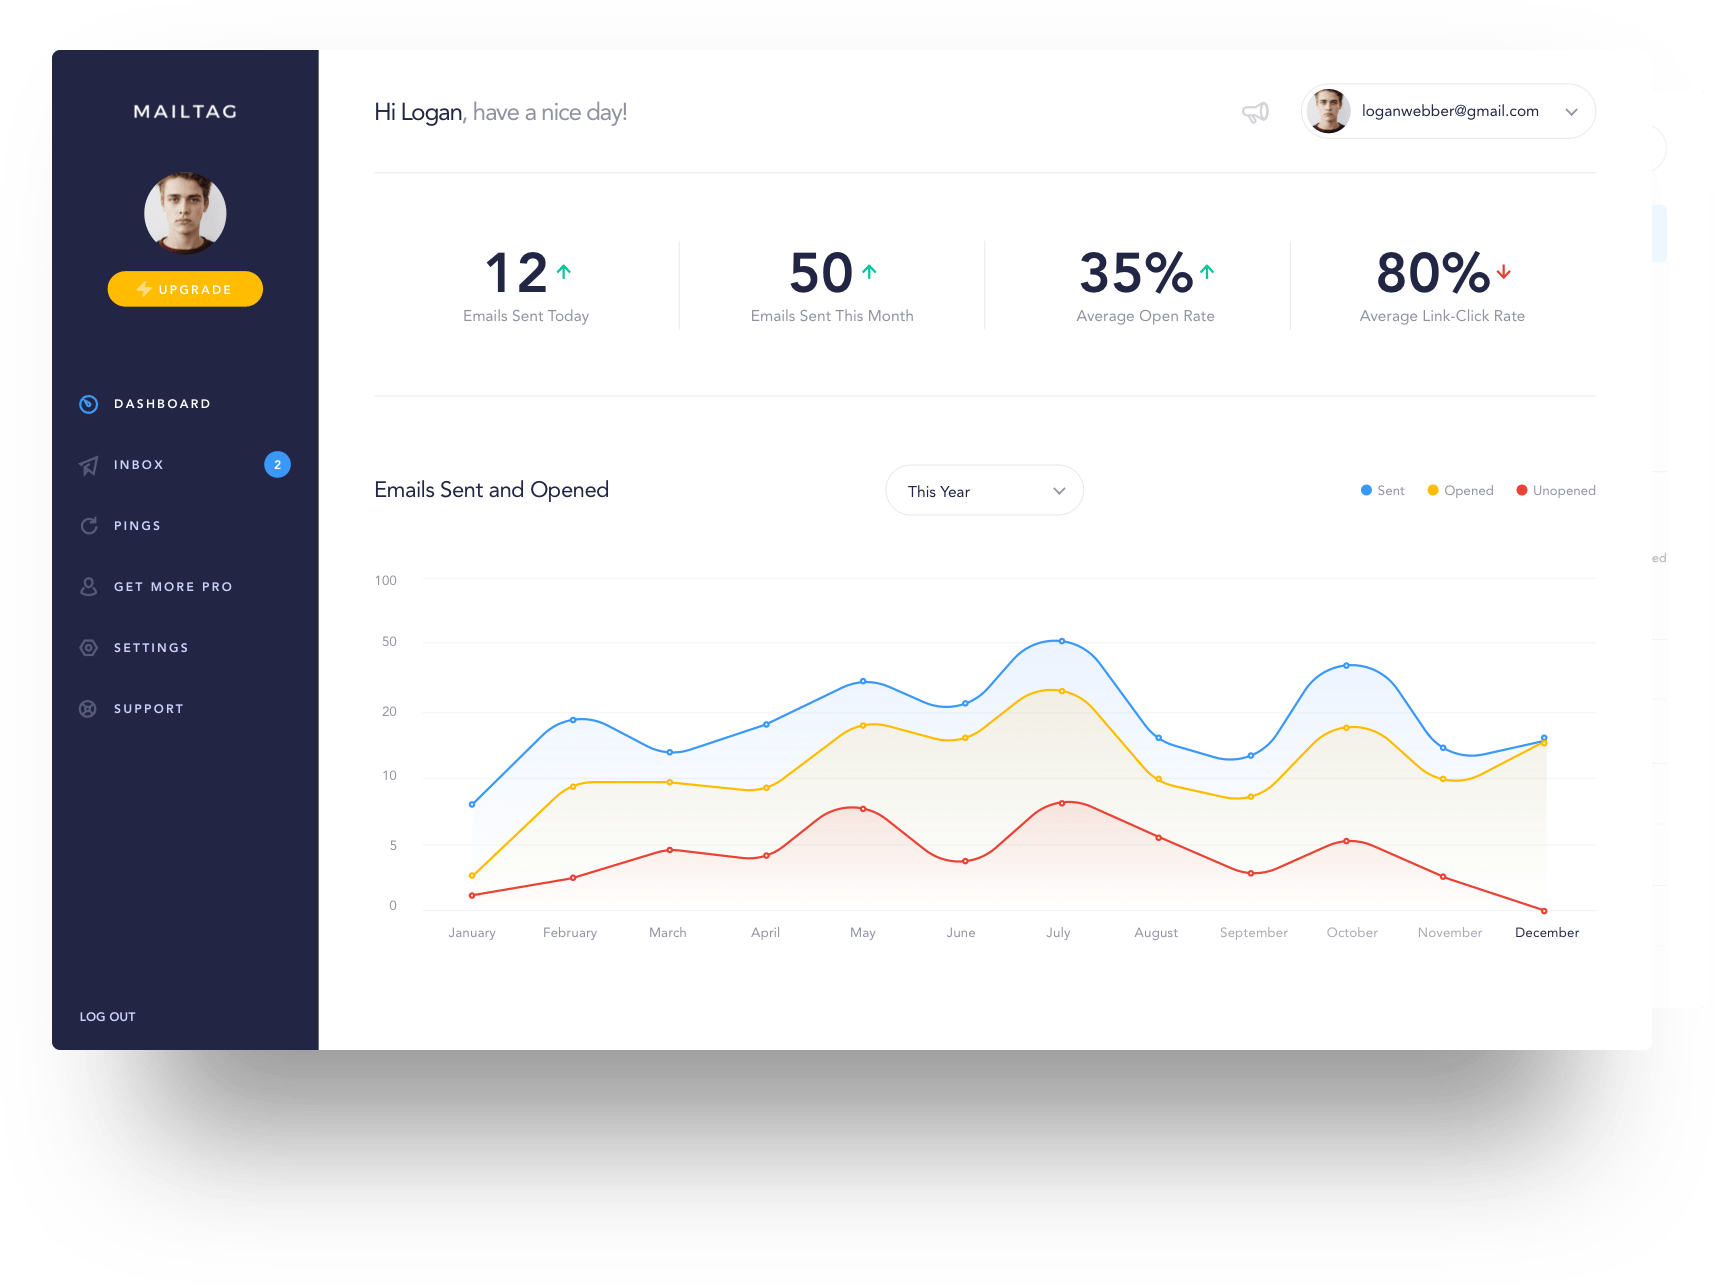 MAILTAG
UPGRADE
DASHBOARD
INBOX 2
PINGS
GET MORE PRO
SETTINGS
SUPPORT
LOG OUT
Hi Logan, have a nice day!
loganwebber@gmail.com
12
Emails Sent Today
50
Emails Sent This Month
35%
Average Open Rate
80%
Average Link-Click Rate
Emails Sent and Opened
This Year
Sent Opened Unopened
100
50
20
10
5
0
January February March April May June July August September October November December
ed